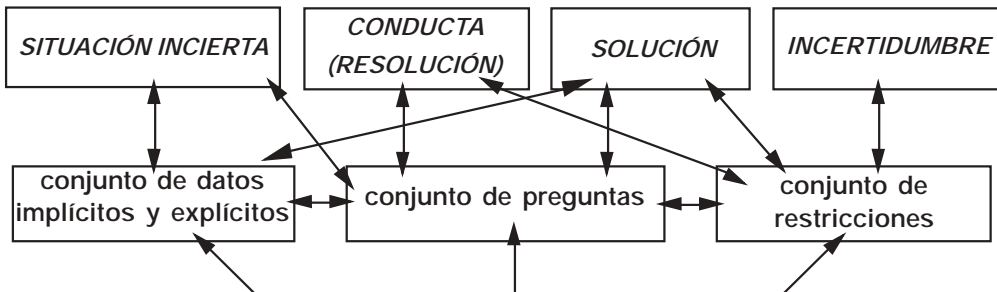 SITUACIÓN INCIERTA
CONDUCTA
(RESOLUCIÓN)
SOLUCIÓN
INCERTIDUMBRE
conjunto de datos
implícitos y explícitos
conjunto de preguntas
conjunto de
restricciones